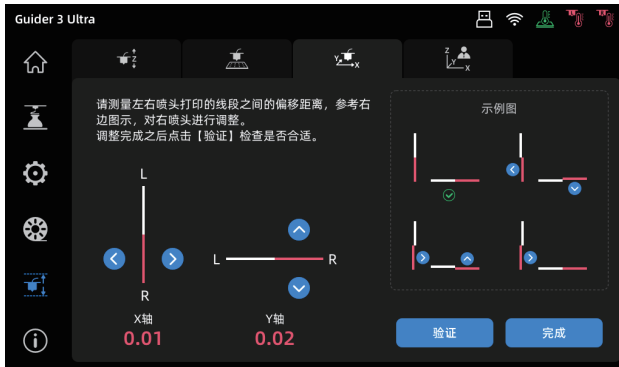 Guider 3 Ultra
Z
Y X
Z
Y X
请测量左右喷头打印的线段之间的偏移距离，参考右
边图示，对右喷头进行调整。
调整完成之后点击【验证】检查是否合适。
示例图
L
L R
R
X轴 Y轴
0.01 0.02
验证 完成